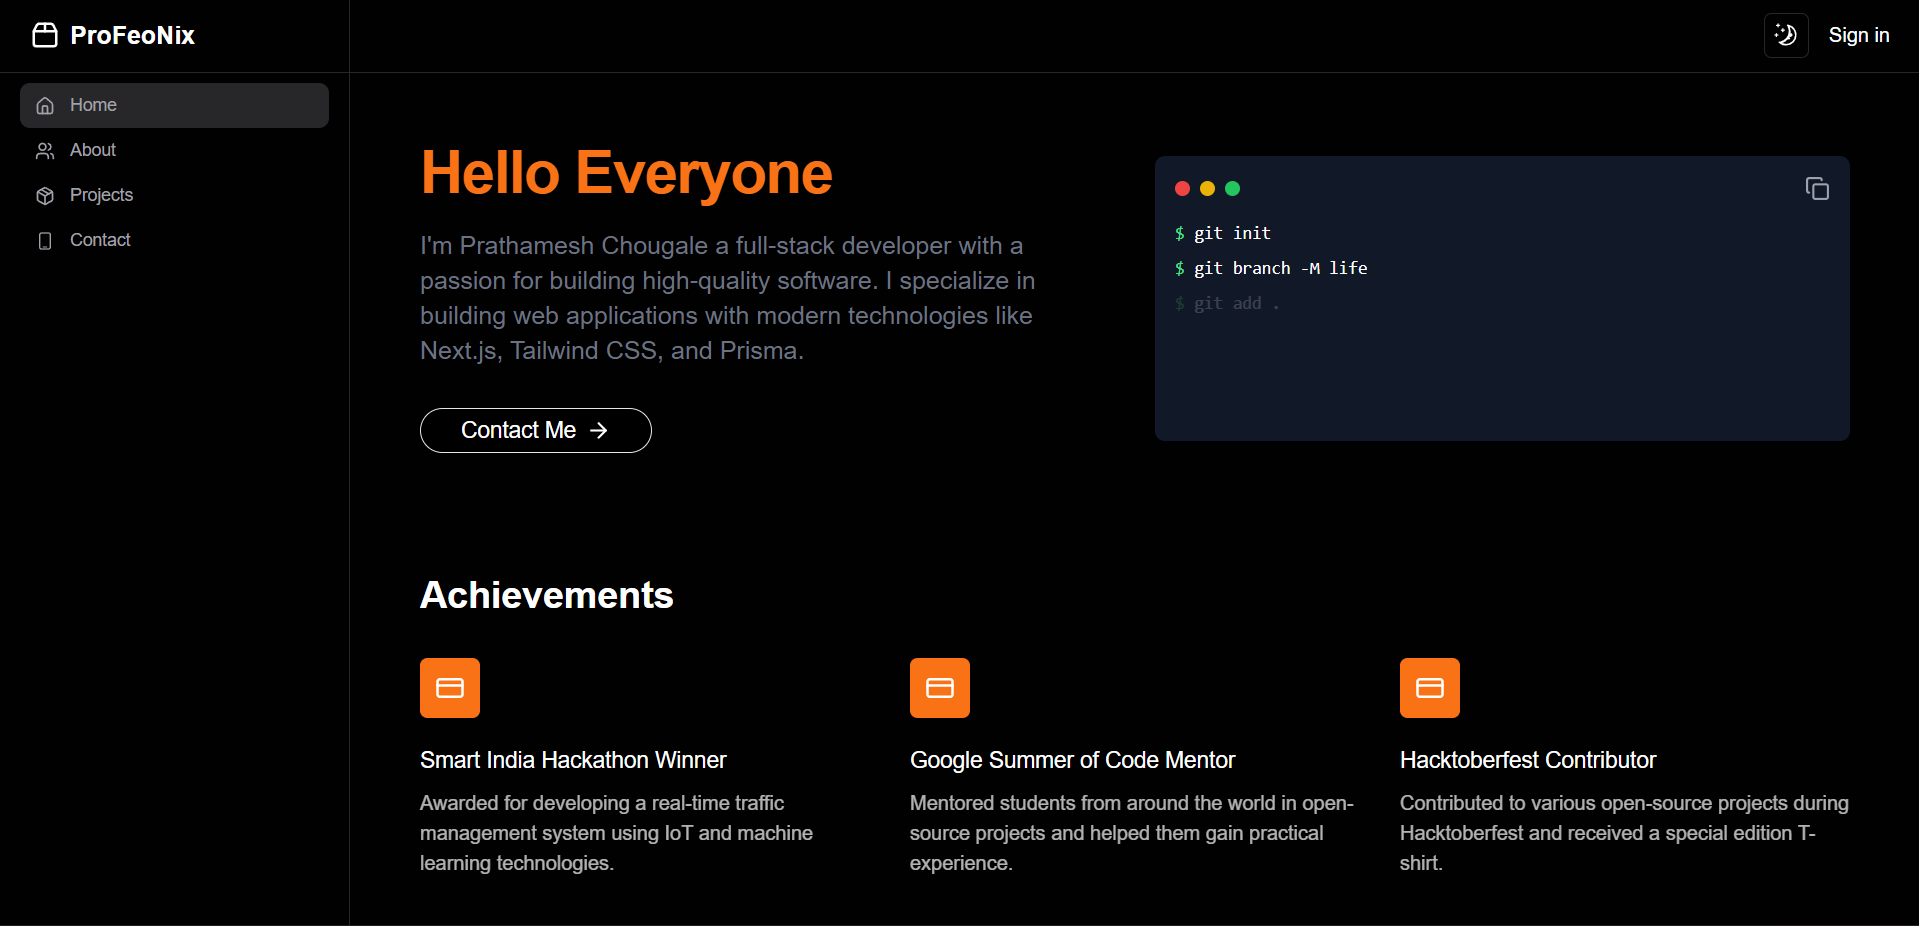 ProFeoNix
Sign in
Home
About
Projects
Contact
Hello Everyone
I'm Prathamesh Chougale a full-stack developer with a
passion for building high-quality software. I specialize in
building web applications with modern technologies like
Next.js, Tailwind CSS, and Prisma.
Contact Me
$ git init
$ git branch -M life
$ git add .
Achievements
Smart India Hackathon Winner
Awarded for developing a real-time traffic
management system using IoT and machine
learning technologies.
Google Summer of Code Mentor
Mentored students from around the world in open-
source projects and helped them gain practical
experience.
Hacktoberfest Contributor
Contributed to various open-source projects during
Hacktoberfest and received a special edition T-
shirt.